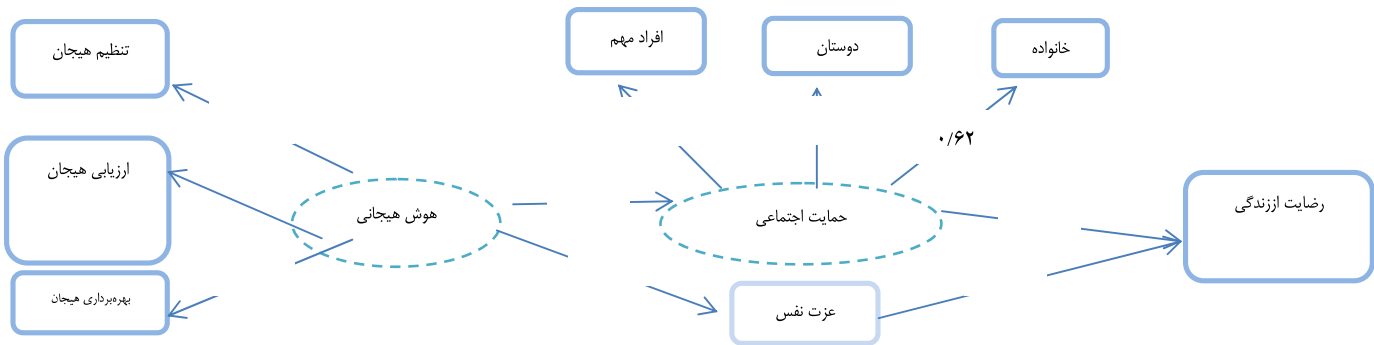 خانواده
دوستان
افراد مهم
تنظیم هیجان
۰/۶۲
ارزیابی هیجان
رضایت اززندگی
هوش هیجانی
حمایت اجتماعی
بهره‌برداری هیجان
عزت نفس